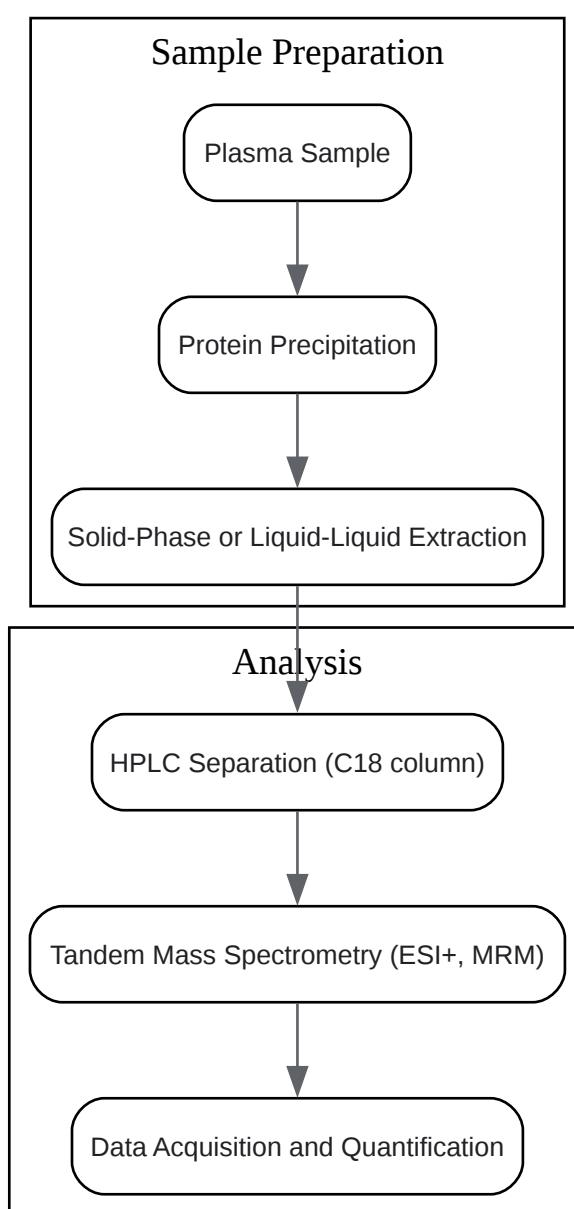 Sample Preparation
Plasma Sample
Protein Precipitation
Solid-Phase or Liquid-Liquid Extraction
Analysis
HPLC Separation (C18 column)
Tandem Mass Spectrometry (ESI+, MRM)
Data Acquisition and Quantification